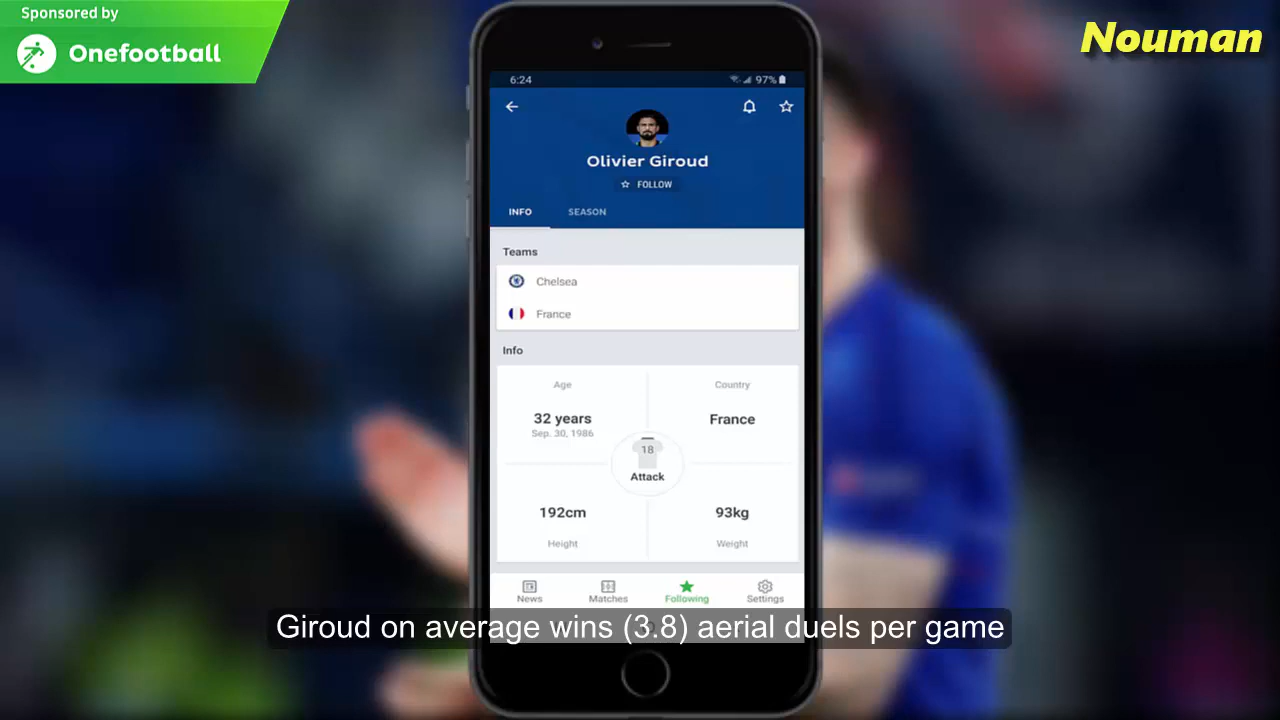 Sponsored by
Onefootball
Nouman
6:24
97%
Olivier Giroud
FOLLOW
INFO
SEASON
Teams
Chelsea
France
Info
Age
Country
32 years
France
Sep. 30, 1986
18
Attack
192cm
93kg
Height
Weight
News
Matches
Following
Settings
Giroud on average wins (3.8) aerial duels per game